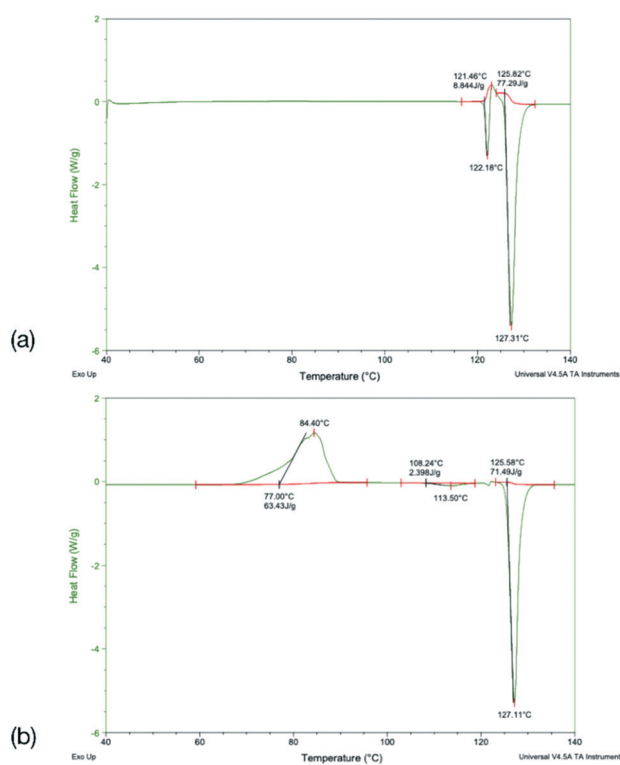 2
121.46°C 125.82°C
8.844J/g 77.29J/g
0
122.18°C
Heat Flow (W/g)
-2
-4
127.31°C
(a)
-6
40 60 80 100 120 140
Exo Up Temperature (°C) Universal V4.5A TA Instruments
2
84.40°C
108.24°C 125.58°C
2.398J/g 71.49J/g
0
77.00°C 113.50°C
63.43J/g
Heat Flow (W/g)
-2
-4
127.11°C
(b)
-6
40 60 80 100 120 140
Exo Up Temperature (°C) Universal V4.5A TA Instruments